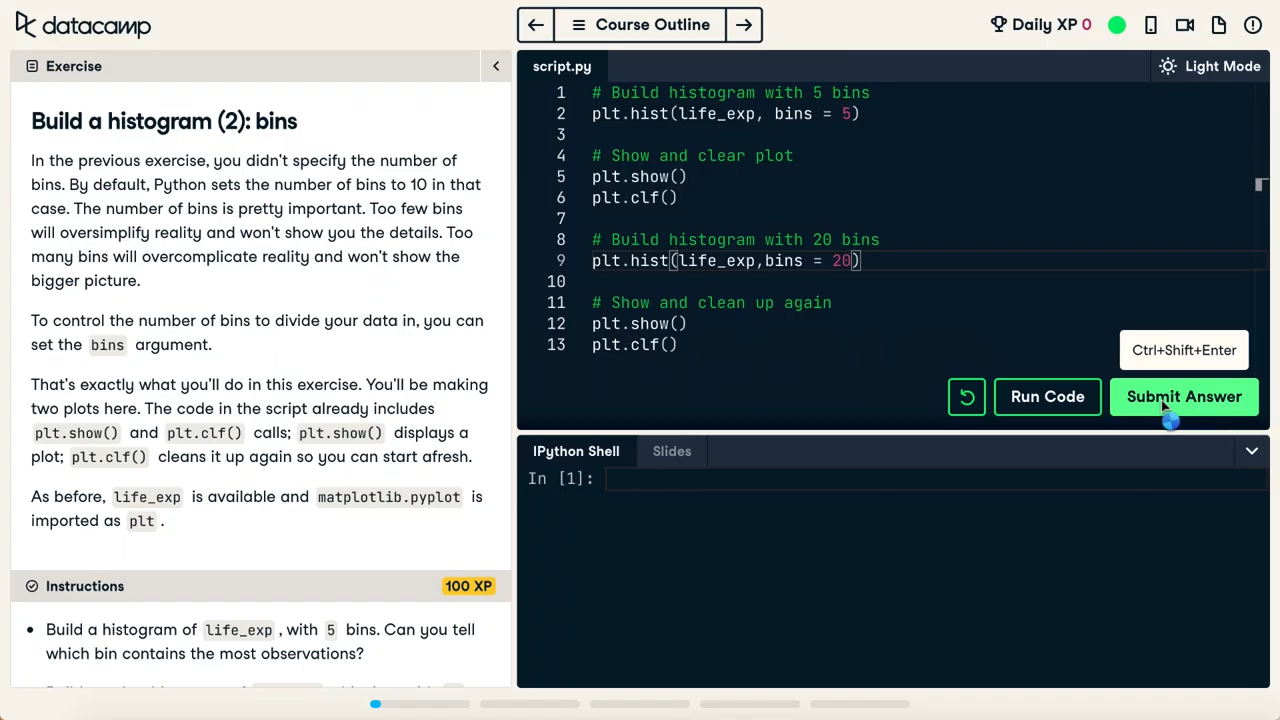 datacamp
Course Outline
Daily XP 0
Exercise
Build a histogram (2): bins
In the previous exercise, you didn't specify the number of
bins. By default, Python sets the number of bins to 10 in that
case. The number of bins is pretty important. Too few bins
will oversimplify reality and won't show you the details. Too
many bins will overcomplicate reality and won't show the
bigger picture.
To control the number of bins to divide your data in, you can
set the bins argument.
That's exactly what you'll do in this exercise. You'll be making
two plots here. The code in the script already includes
plt.show() and plt.clf() calls; plt.show() displays a
plot; plt.clf() cleans it up again so you can start afresh.
As before, life_exp is available and matplotlib.pyplot is
imported as plt .
Instructions
100 XP
Build a histogram of life_exp , with 5 bins. Can you tell
which bin contains the most observations?
script.py
Light Mode
1 # Build histogram with 5 bins
2 plt.hist(life_exp, bins = 5)
3
4 # Show and clear plot
5 plt.show()
6 plt.clf()
7
8 # Build histogram with 20 bins
9 plt.hist(life_exp,bins = 20)
10
11 # Show and clean up again
12 plt.show()
13 plt.clf()
Ctrl+Shift+Enter
Run Code
Submit Answer
IPython Shell
Slides
In [1]: